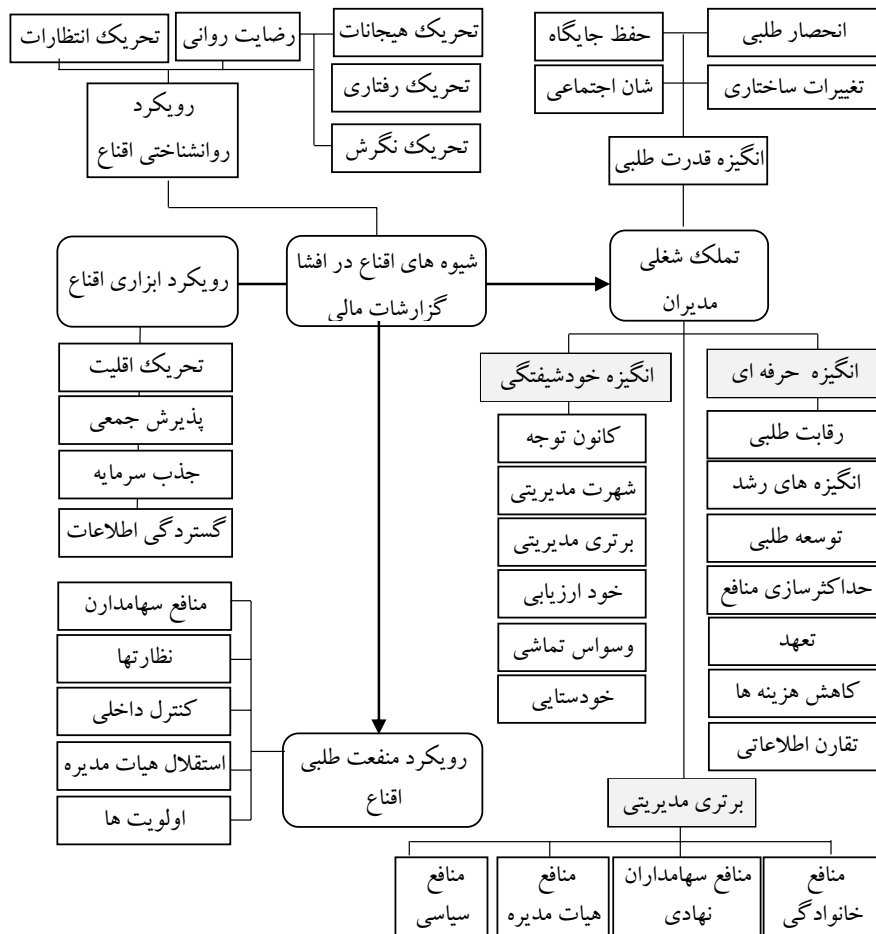 انحصار طلبی
حفظ جایگاه
تغییرات ساختاری
شان اجتماعی
انگیزه قدرت طلبی
تحریک هیجانات
رضایت روانی
تحریک انتظارات
تحریک رفتاری
تحریک نگرش
رویکرد
روانشناختی اقناع
تملک شغلی
مدیران
شیوه های اقناع در افشا
گزارشات مالی
رویکرد ابزاری اقناع
تحریک اقلیت
پذیرش جمعی
جذب سرمایه
گستردگی اطلاعات
انگیزه حرفه ای
رقابت طلبی
انگیزه های رشد
توسعه طلبی
حداکثرسازی منافع
تعهد
کاهش هزینه ها
تقارن اطلاعاتی
انگیزه خودشیفتگی
کانون توجه
شهرت مدیریتی
برتری مدیریتی
خود ارزیابی
وسواس تماشی
خودستایی
منافع سهامدارن
نظارتها
کنترل داخلی
استقلال هیات مدیره
اولویت ها
رویکرد منفعت طلبی
اقناع
برتری مدیریتی
منافع
خانوادگی
منافع سهامداران
نهادی
منافع
هیات مدیره
منافع
سیاسی